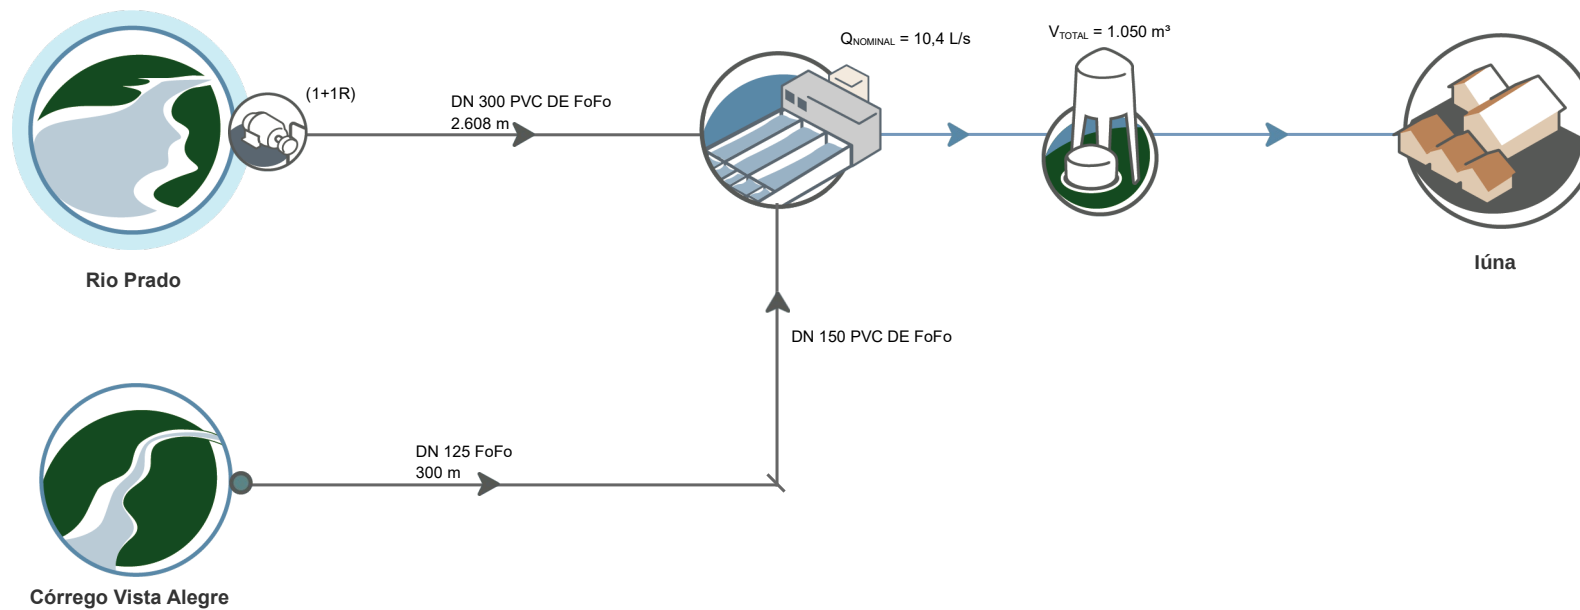 Q NOMINAL = 10,4 L/s
V TOTAL = 1.050 m³
(1+1R)
DN 300 PVC DE FoFo
2.608 m
Rio Prado
Iúna
DN 150 PVC DE FoFo
DN 125 FoFo
300 m
Córrego Vista Alegre